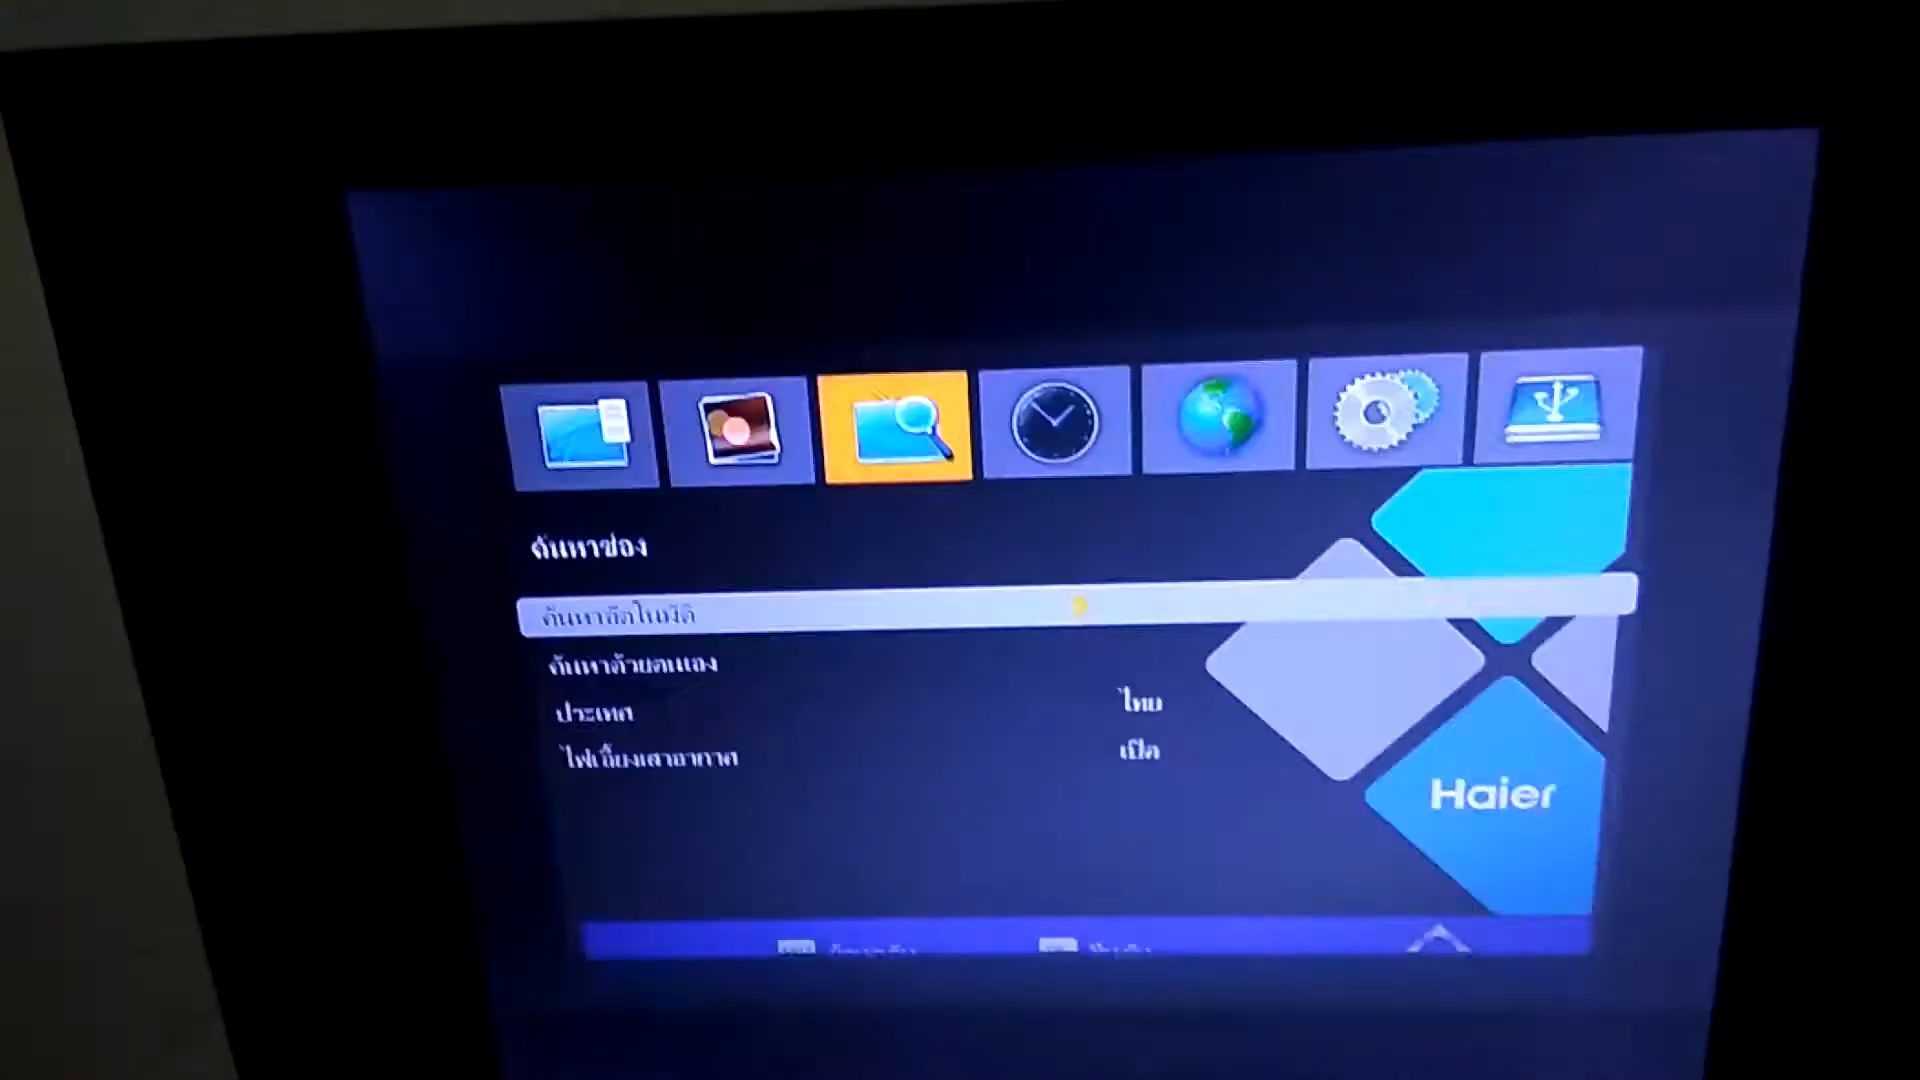 ค้นหาช่อง
ค้นหาอัตโนมัติ
ค้นหาด้วยตนเอง
ประเทศ ไทย
ไฟเลี้ยงเสาอากาศ เปิด
Haier